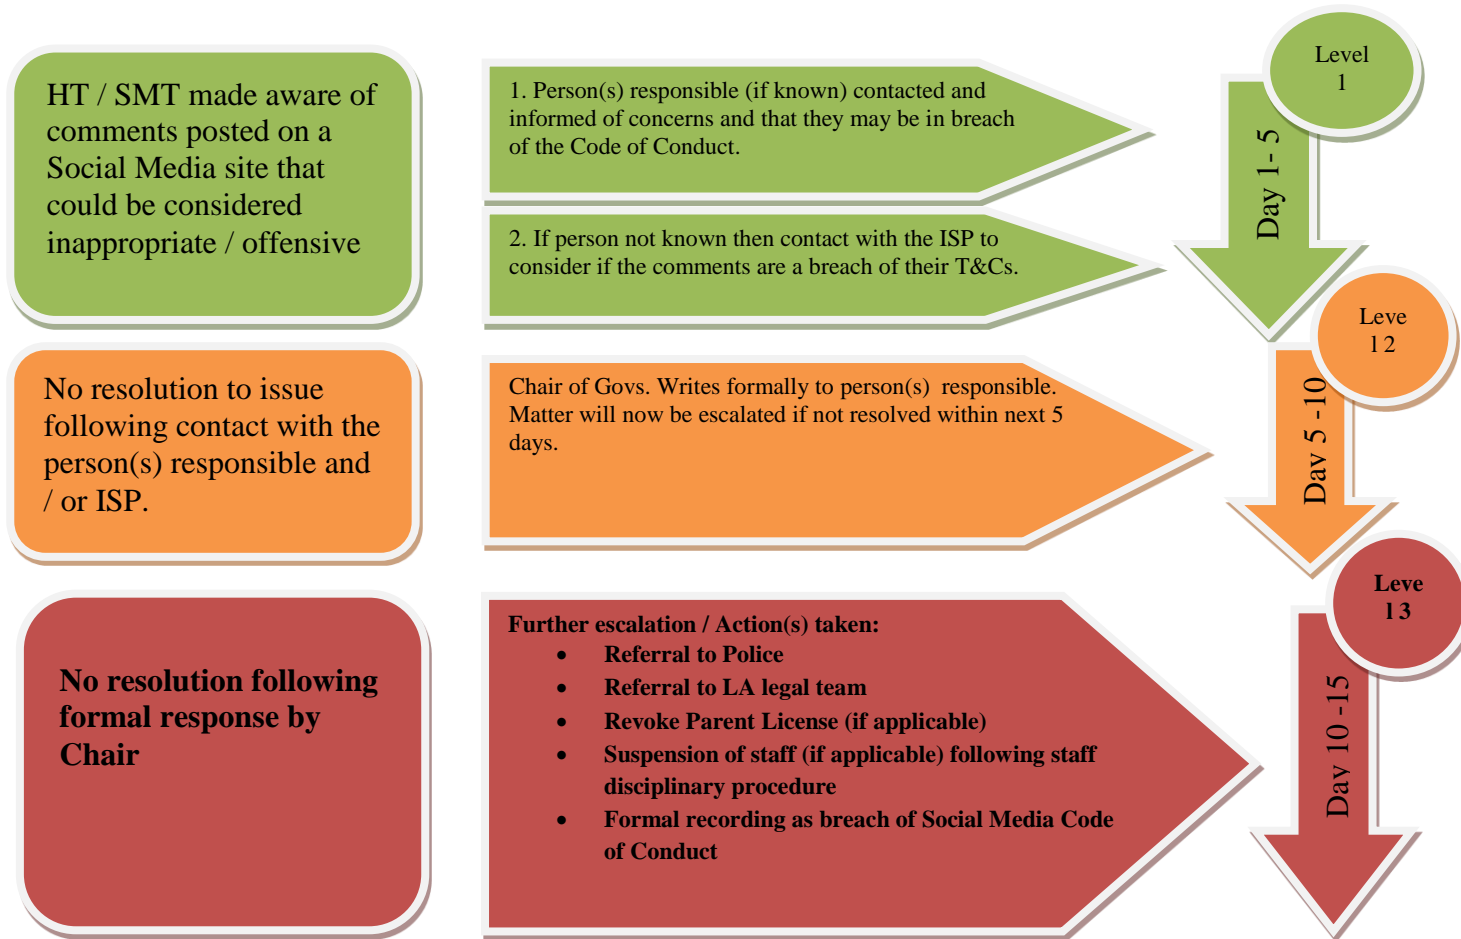 HT / SMT made aware of
comments posted on a
Social Media site that
could be considered
inappropriate / offensive
1. Person(s) responsible (if known) contacted and
informed of concerns and that they may be in breach
of the Code of Conduct.
2. If person not known then contact with the ISP to
consider if the comments are a breach of their T&Cs.
Level
1
Day 1- 5
No resolution to issue
following contact with the
person(s) responsible and
/ or ISP.
Chair of Govs. Writes formally to person(s) responsible.
Matter will now be escalated if not resolved within next 5
days.
Leve
l 2
Day 5 -10
No resolution following
formal response by
Chair
Further escalation / Action(s) taken:
• Referral to Police
• Referral to LA legal team
• Revoke Parent License (if applicable)
• Suspension of staff (if applicable) following staff
disciplinary procedure
• Formal recording as breach of Social Media Code
of Conduct
Leve
l 3
Day 10 -15